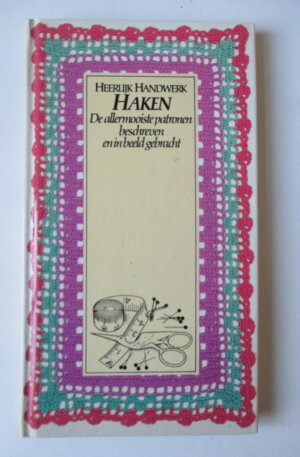 HEERLIJK HANDWERK
HAKEN
De allermooiste patronen
beschreven
en in beeld gebracht